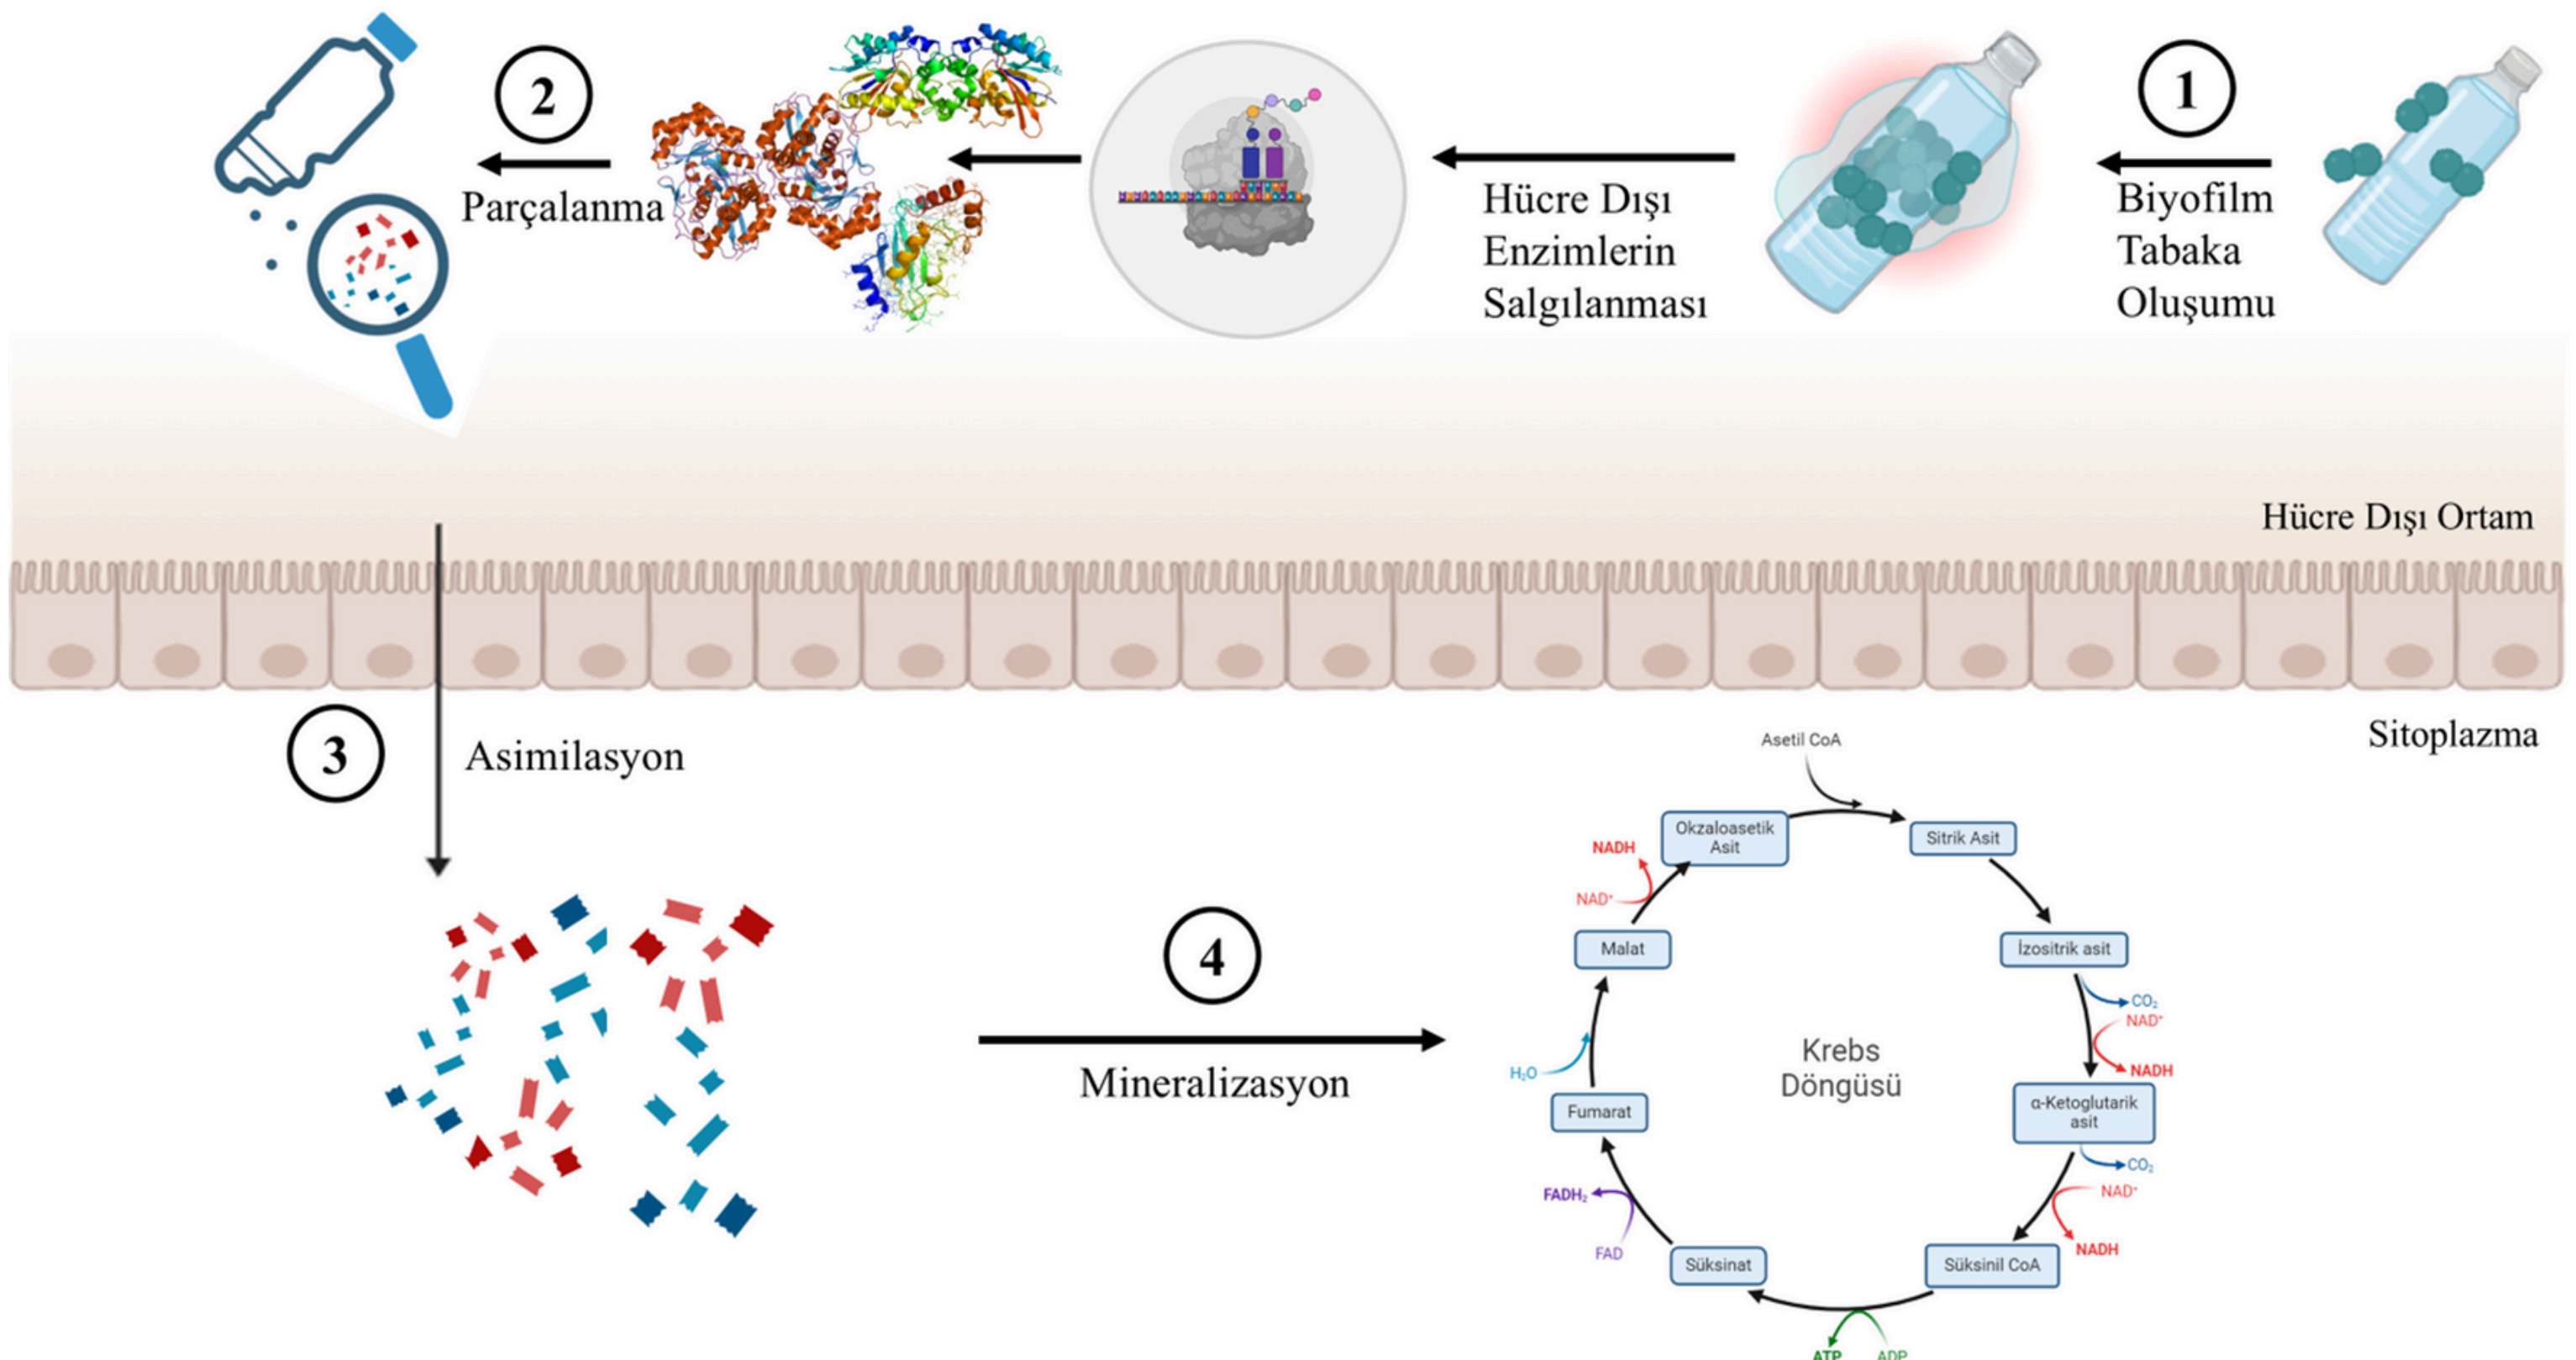 1
Biyofilm
Tabaka
Oluşumu
Hücre Dışı
Enzimlerin
Salgılanması
2
Parçalanma
Hücre Dışı Ortam
Sitoplazma
3
Asimilasyon
4
Mineralizasyon
Asetil CoA
Okzaloasetik
Asit
Sitrik Asit
İzositrik asit
CO₂
NAD⁺
NADH
α-Ketoglutarik
asit
CO₂
NAD⁺
NADH
Süksinil CoA
ADP
ATP
Süksinat
FAD
FADH₂
Fumarat
H₂O
Malat
NAD⁺
NADH
Krebs
Döngüsü